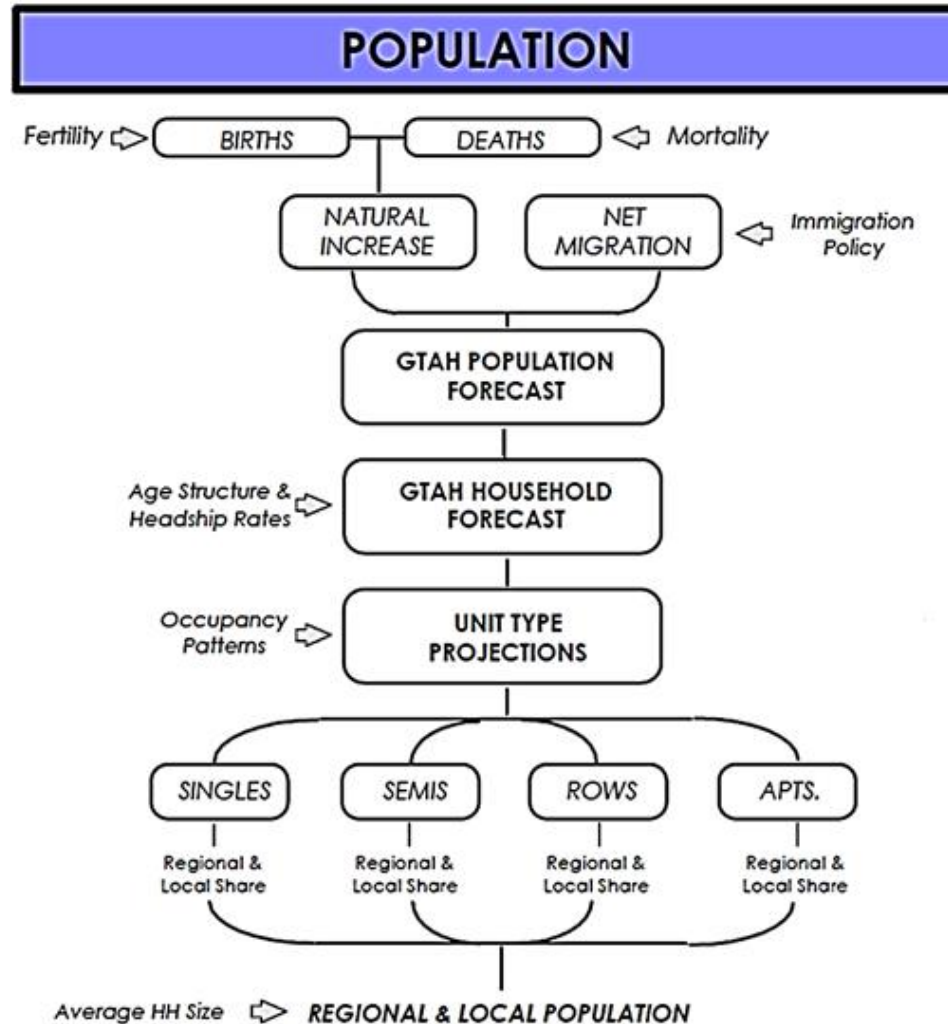 POPULATION
Fertility
BIRTHS
DEATHS
Mortality
NATURAL
INCREASE
NET
MIGRATION
Immigration
Policy
GTAH POPULATION
FORECAST
Age Structure &
Headship Rates
GTAH HOUSEHOLD
FORECAST
Occupancy
Patterns
UNIT TYPE
PROJECTIONS
SINGLES
SEMIS
ROWS
APTS.
Regional &
Local Share
Regional &
Local Share
Regional &
Local Share
Regional &
Local Share
Average HH Size
REGIONAL & LOCAL POPULATION